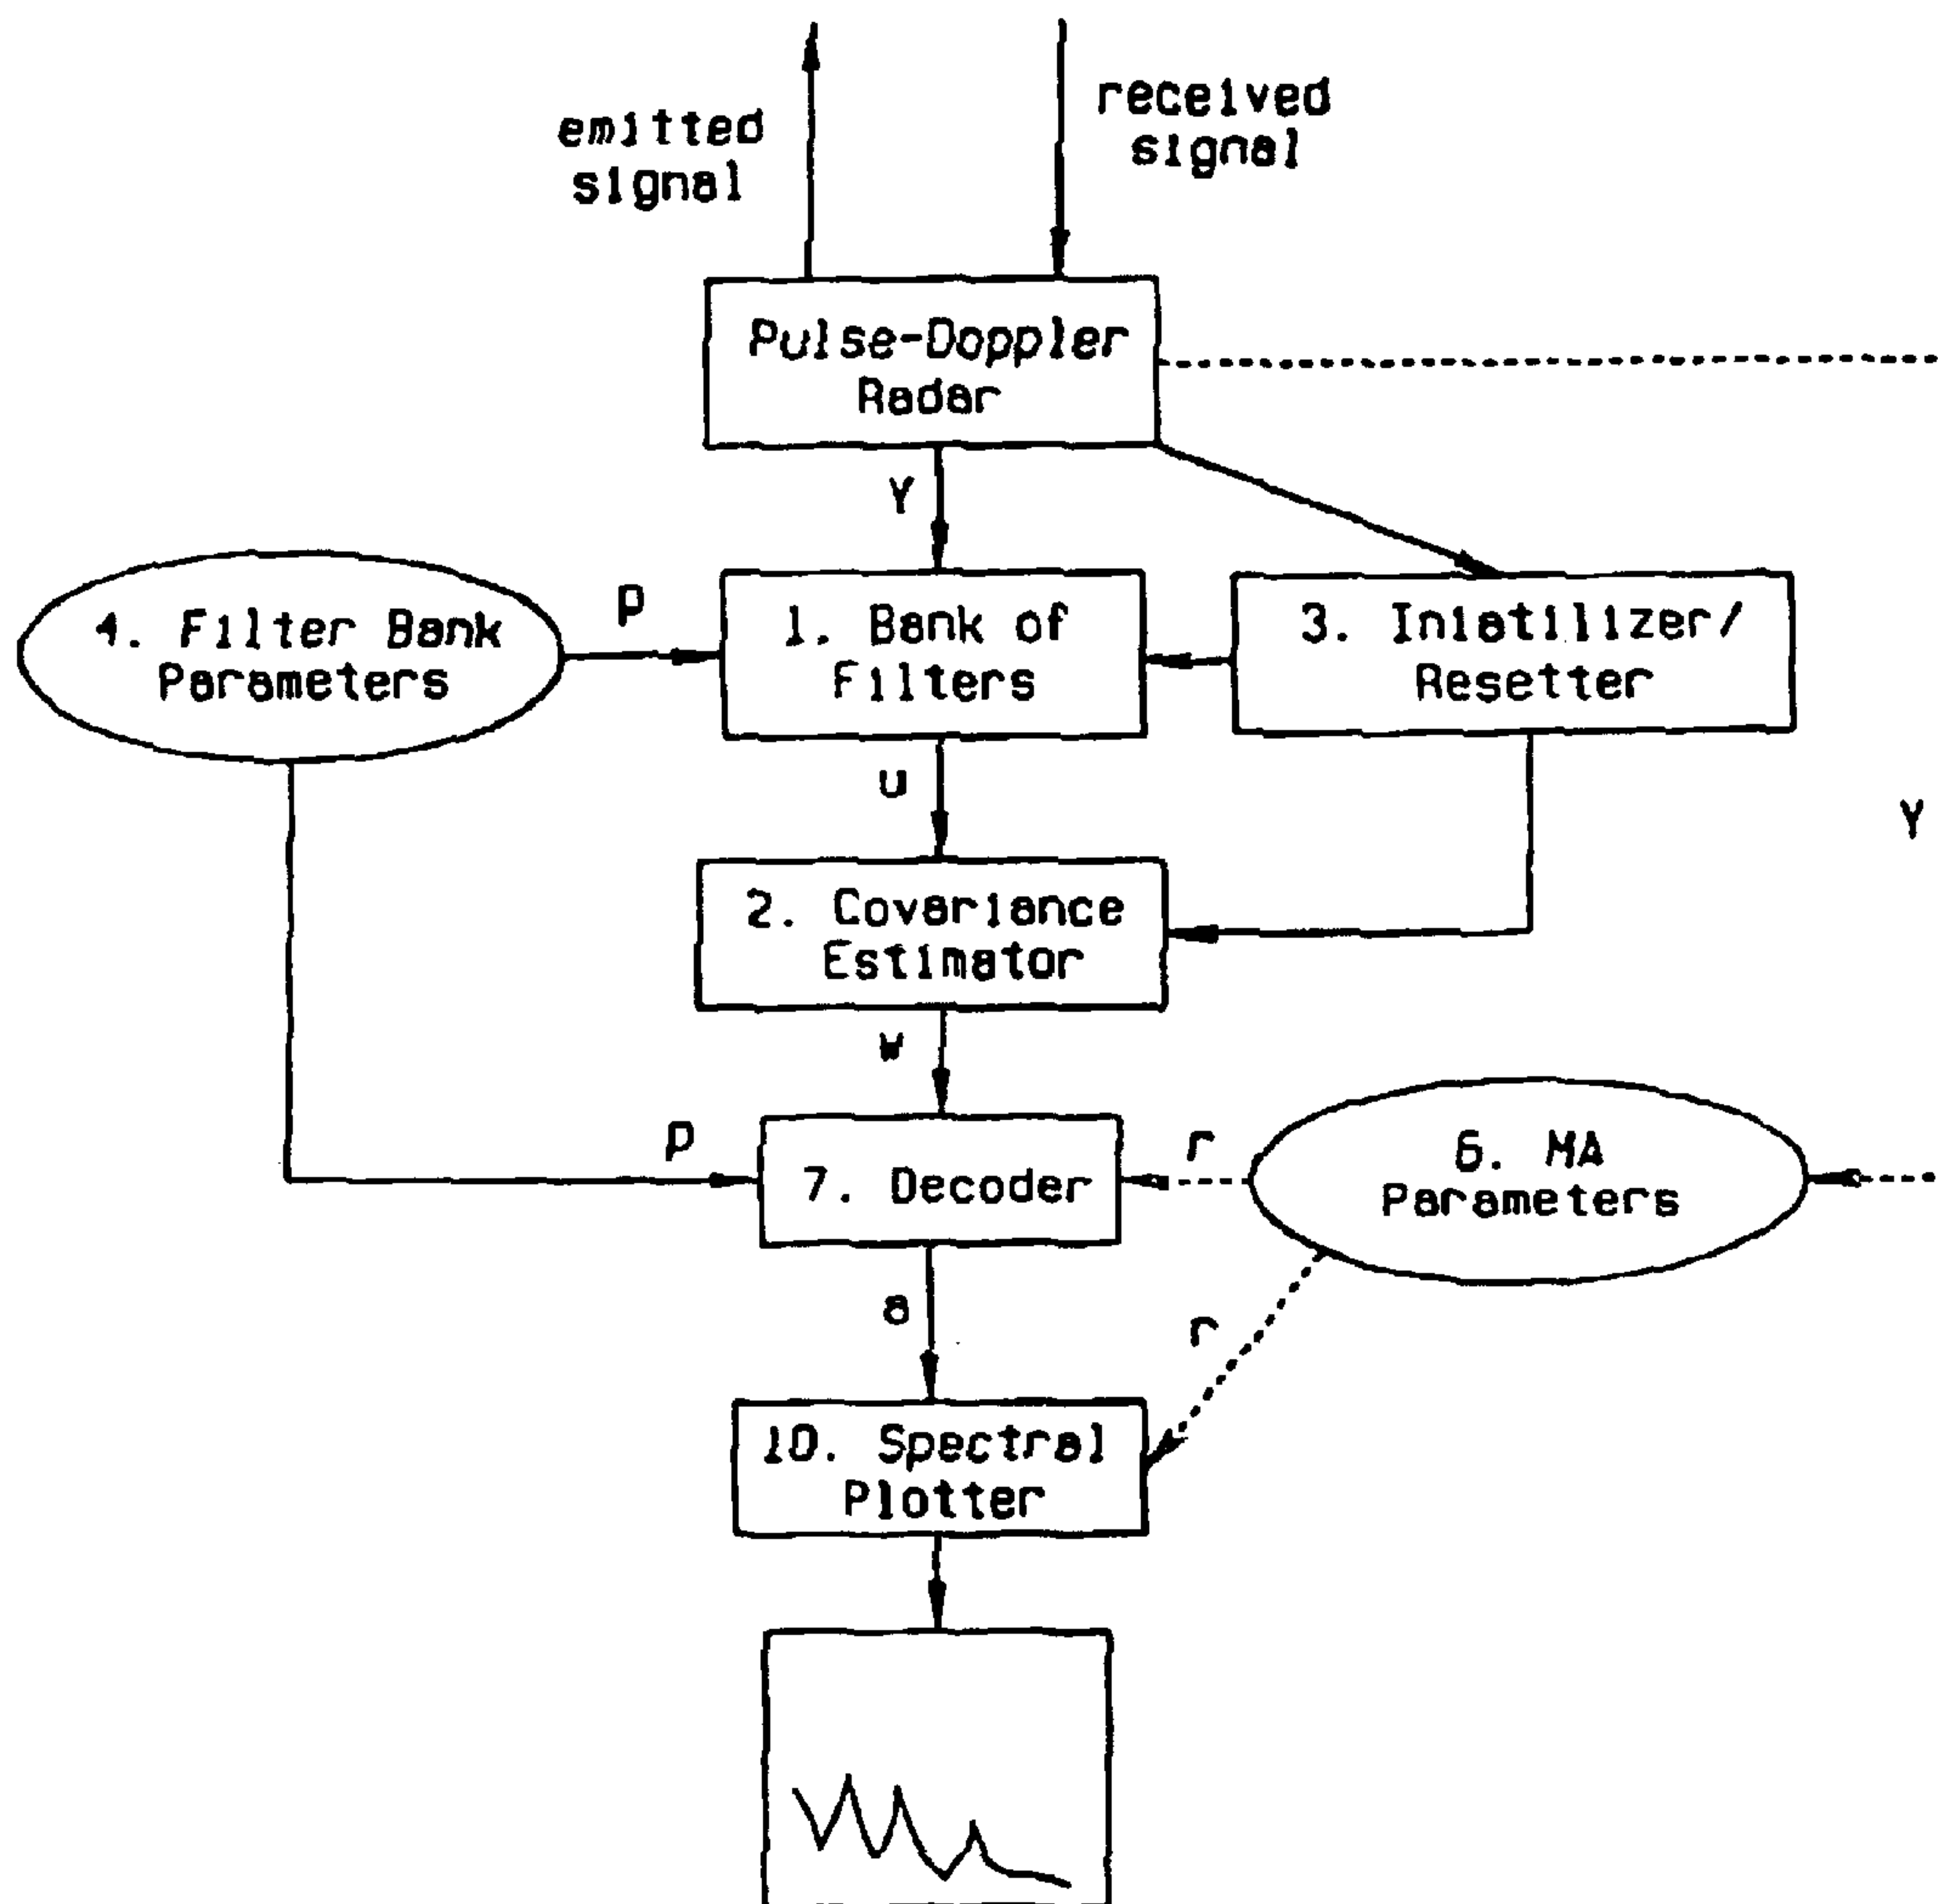 emitted
signal
received
signal
Pulse-Doppler
Radar
Y
4. Filter Bank
Parameters
p
1. Bank of
Filters
3. Iniatilizer/
Resetter
u
Y
2. Covariance
Estimator
w
p
7. Decoder
r
6. MA
Parameters
a
r
10. Spectral
Plotter